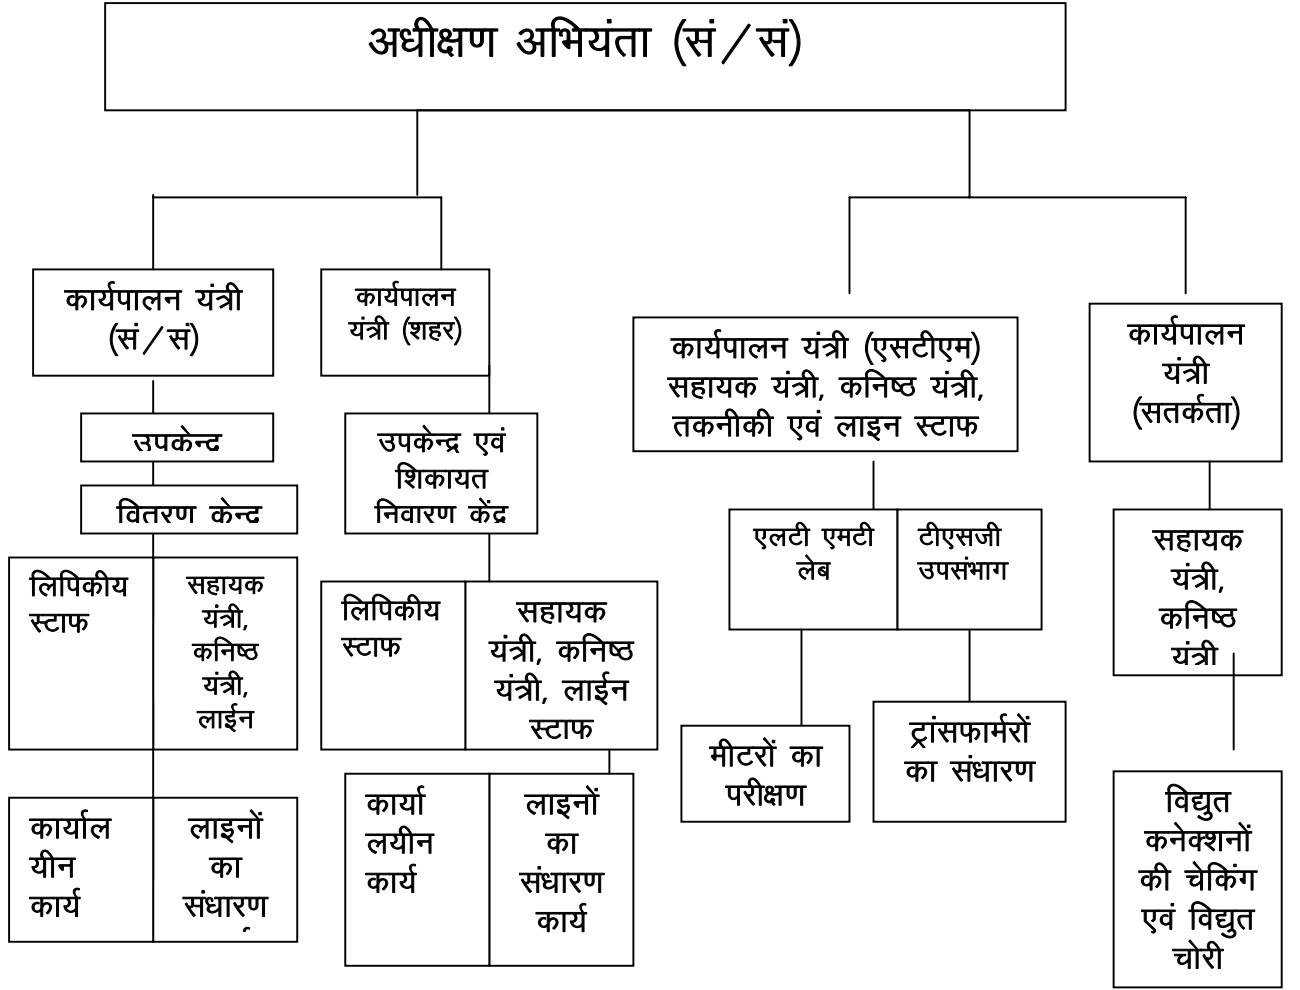 अधीक्षण अभियंता (सं/सं)
कार्यपालन यंत्री
(सं/सं)
उपकेन्द्र
वितरण केन्द्र
लिपिकीय
स्टाफ
सहायक
यंत्री,
कनिष्ठ
यंत्री,
लाईन
कार्याल
यीन
कार्य
लाइनों
का
संधारण
कार्यपालन
यंत्री (शहर)
उपकेन्द्र एवं
शिकायत
निवारण केंद्र
लिपिकीय
स्टाफ
सहायक
यंत्री, कनिष्ठ
यंत्री, लाईन
स्टाफ
कार्या
लयीन
कार्य
लाइनों
का
संधारण
कार्य
कार्यपालन यंत्री (एसटीएम)
सहायक यंत्री, कनिष्ठ यंत्री,
तकनीकी एवं लाइन स्टाफ
एलटी एमटी
लेब
टीएसजी
उपसंभाग
मीटरों का
परीक्षण
ट्रांसफार्मरों
का संधारण
कार्यपालन
यंत्री
(सतर्कता)
सहायक
यंत्री,
कनिष्ठ
यंत्री
विद्युत
कनेक्शनों
की चेकिंग
एवं विद्युत
चोरी